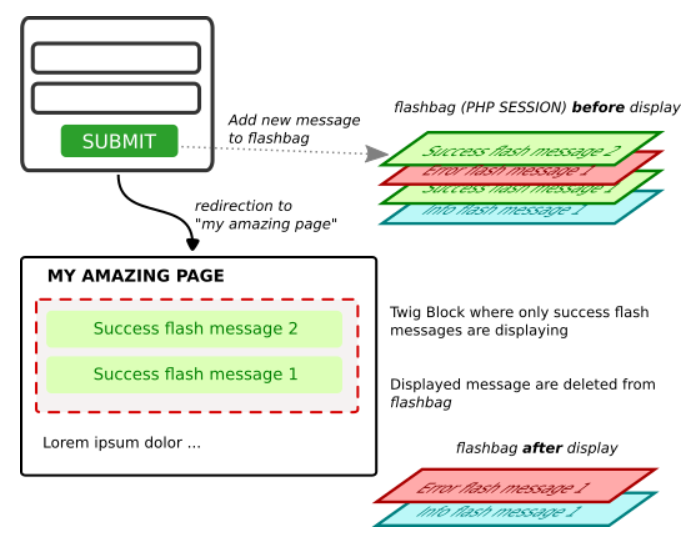 SUBMIT
Add new message
to flashbag
flashbag (PHP SESSION) before display
Success flash message 2
Error flash message 1
Success flash message 1
Info flash message 1
redirection to
"my amazing page"
MY AMAZING PAGE
Success flash message 2
Success flash message 1
Lorem ipsum dolor ...
Twig Block where only success flash
messages are displaying
Displayed message are deleted from
flashbag
flashbag after display
Error flash message 1
Info flash message 1